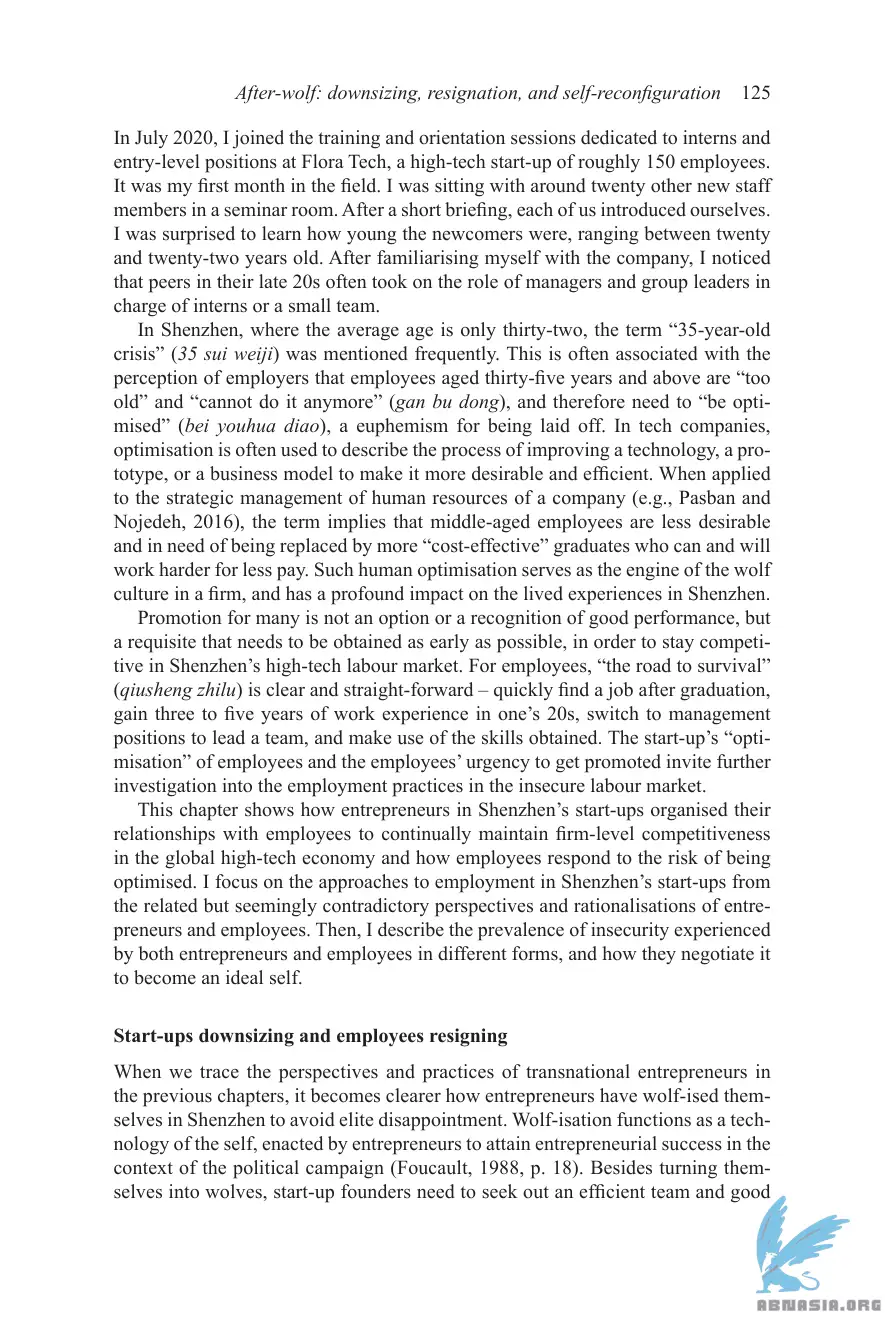 After-wolf: downsizing, resignation, and self-reconfiguration 125
In July 2020, I joined the training and orientation sessions dedicated to interns and
entry-level positions at Flora Tech, a high-tech start-up of roughly 150 employees.
It was my first month in the field. I was sitting with around twenty other new staff
members in a seminar room. After a short briefing, each of us introduced ourselves.
I was surprised to learn how young the newcomers were, ranging between twenty
and twenty-two years old. After familiarising myself with the company, I noticed
that peers in their late 20s often took on the role of managers and group leaders in
charge of interns or a small team.
In Shenzhen, where the average age is only thirty-two, the term “35-year-old
crisis” (35 sui weiji) was mentioned frequently. This is often associated with the
perception of employers that employees aged thirty-five years and above are “too
old” and “cannot do it anymore” (gan bu dong), and therefore need to “be opti-
mised” (bei youhua diao), a euphemism for being laid off. In tech companies,
optimisation is often used to describe the process of improving a technology, a pro-
totype, or a business model to make it more desirable and efficient. When applied
to the strategic management of human resources of a company (e.g., Pasban and
Nojedeh, 2016), the term implies that middle-aged employees are less desirable
and in need of being replaced by more “cost-effective” graduates who can and will
work harder for less pay. Such human optimisation serves as the engine of the wolf
culture in a firm, and has a profound impact on the lived experiences in Shenzhen.
Promotion for many is not an option or a recognition of good performance, but
a requisite that needs to be obtained as early as possible, in order to stay competi-
tive in Shenzhen’s high-tech labour market. For employees, “the road to survival”
(qiusheng zhilu) is clear and straight-forward – quickly find a job after graduation,
gain three to five years of work experience in one’s 20s, switch to management
positions to lead a team, and make use of the skills obtained. The start-up’s “opti-
misation” of employees and the employees’ urgency to get promoted invite further
investigation into the employment practices in the insecure labour market.
This chapter shows how entrepreneurs in Shenzhen’s start-ups organised their
relationships with employees to continually maintain firm-level competitiveness
in the global high-tech economy and how employees respond to the risk of being
optimised. I focus on the approaches to employment in Shenzhen’s start-ups from
the related but seemingly contradictory perspectives and rationalisations of entre-
preneurs and employees. Then, I describe the prevalence of insecurity experienced
by both entrepreneurs and employees in different forms, and how they negotiate it
to become an ideal self.
Start-ups downsizing and employees resigning
When we trace the perspectives and practices of transnational entrepreneurs in
the previous chapters, it becomes clearer how entrepreneurs have wolf-ised them-
selves in Shenzhen to avoid elite disappointment. Wolf-isation functions as a tech-
nology of the self, enacted by entrepreneurs to attain entrepreneurial success in the
context of the political campaign (Foucault, 1988, p. 18). Besides turning them-
selves into wolves, start-up founders need to seek out an efficient team and good
ABNASIA.ORG